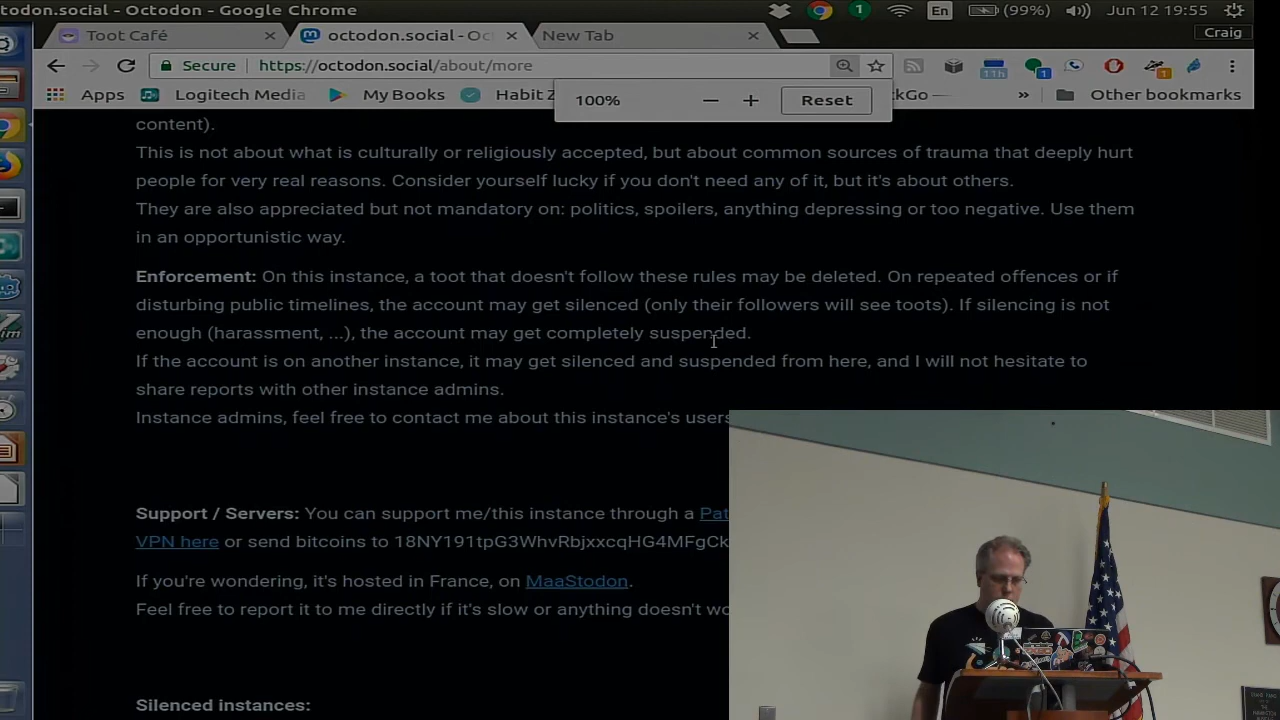 todon.social - Octodon - Google Chrome
1 En (99%) Jun 12 19:55
Toot Café octodon.social - Oc New Tab Craig
Secure https://octodon.social/about/more 11h 1 1
Apps Logitech Media My Books Habit Z ckGo » Other bookmarks
100% − + Reset
content).
This is not about what is culturally or religiously accepted, but about common sources of trauma that deeply hurt
people for very real reasons. Consider yourself lucky if you don't need any of it, but it's about others.
They are also appreciated but not mandatory on: politics, spoilers, anything depressing or too negative. Use them
in an opportunistic way.
Enforcement: On this instance, a toot that doesn't follow these rules may be deleted. On repeated offences or if
disturbing public timelines, the account may get silenced (only their followers will see toots). If silencing is not
enough (harassment, ...), the account may get completely suspended.
If the account is on another instance, it may get silenced and suspended from here, and I will not hesitate to
share reports with other instance admins.
Instance admins, feel free to contact me about this instance's users
Support / Servers: You can support me/this instance through a Pat
VPN here or send bitcoins to 18NY191tpG3WhvRbjxxcqHG4MFgCk
If you're wondering, it's hosted in France, on MaaStodon.
Feel free to report it to me directly if it's slow or anything doesn't wo
Silenced instances: